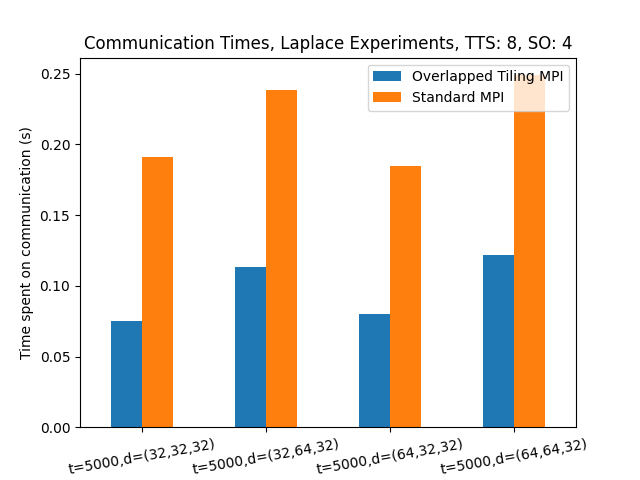 Communication Times, Laplace Experiments, TTS: 8, SO: 4
Overlapped Tiling MPI
Standard MPI
Time spent on communication (s)
0.25
0.20
0.15
0.10
0.05
0.00
t=5000,d=(32,32,32)
t=5000,d=(32,64,32)
t=5000,d=(64,32,32)
t=5000,d=(64,64,32)